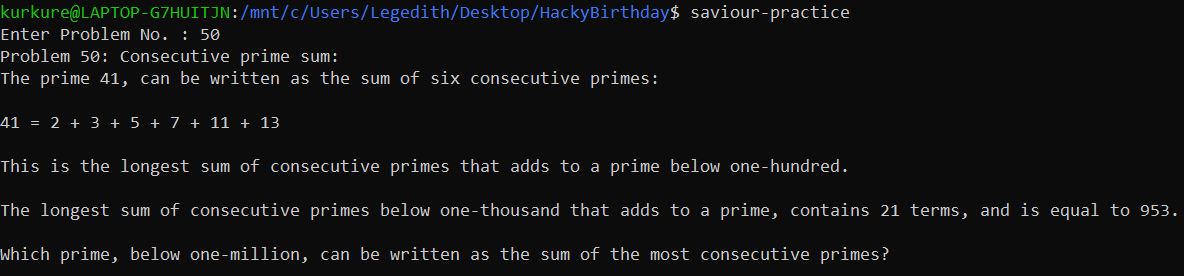 kurkure@LAPTOP-G7HUITJN:/mnt/c/Users/Legedith/Desktop/HackyBirthday$ saviour-practice
Enter Problem No. : 50
Problem 50: Consecutive prime sum:
The prime 41, can be written as the sum of six consecutive primes:
41 = 2 + 3 + 5 + 7 + 11 + 13
This is the longest sum of consecutive primes that adds to a prime below one-hundred.
The longest sum of consecutive primes below one-thousand that adds to a prime, contains 21 terms, and is equal to 953.
Which prime, below one-million, can be written as the sum of the most consecutive primes?